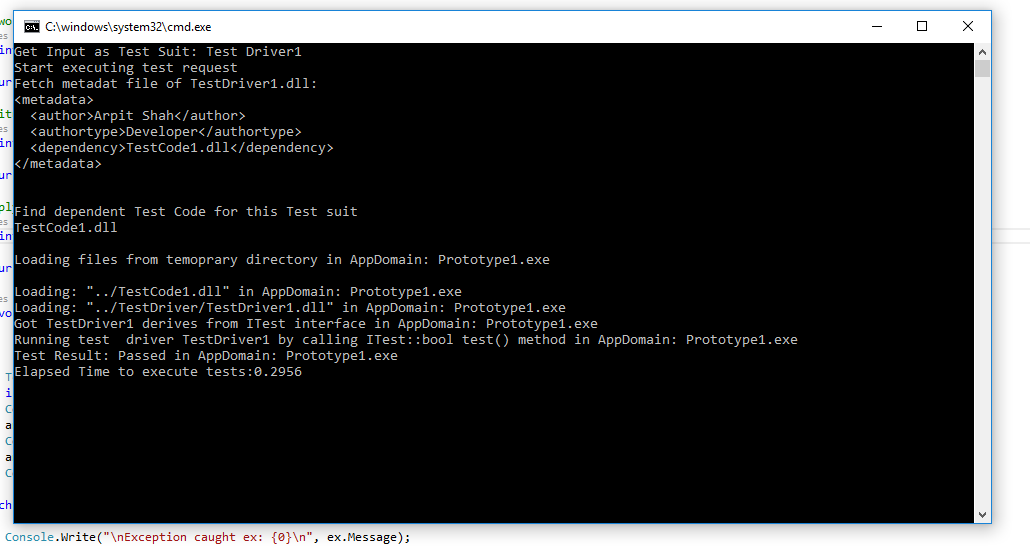 C:\windows\system32\cmd.exe
Get Input as Test Suit: Test Driver1
Start executing test request
Fetch metadat file of TestDriver1.dll:
<metadata>
  <author>Arpit Shah</author>
  <authortype>Developer</authortype>
  <dependency>TestCode1.dll</dependency>
</metadata>
Find dependent Test Code for this Test suit
TestCode1.dll
Loading files from temoprary directory in AppDomain: Prototype1.exe
Loading: "../TestCode1.dll" in AppDomain: Prototype1.exe
Loading: "../TestDriver/TestDriver1.dll" in AppDomain: Prototype1.exe
Got TestDriver1 derives from ITest interface in AppDomain: Prototype1.exe
Running test  driver TestDriver1 by calling ITest::bool test() method in AppDomain: Prototype1.exe
Test Result: Passed in AppDomain: Prototype1.exe
Elapsed Time to execute tests:0.2956
Console.Write("\nException caught ex: {0}\n", ex.Message);